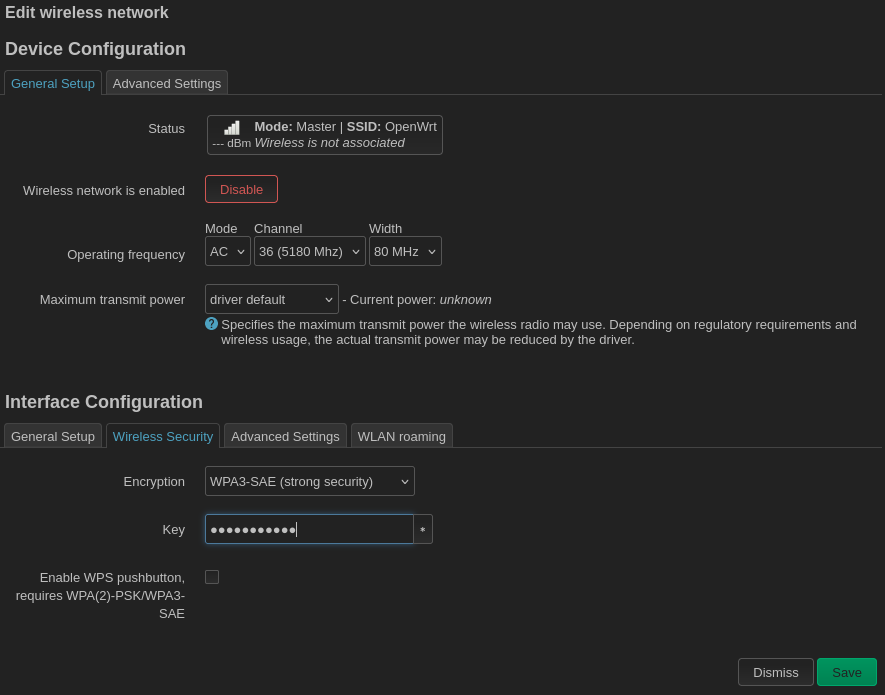 Edit wireless network
Device Configuration
General Setup Advanced Settings
Status
Mode: Master | SSID: OpenWrt
--- dBm Wireless is not associated
Wireless network is enabled Disable
Mode Channel Width
Operating frequency AC 36 (5180 Mhz) 80 MHz
Maximum transmit power driver default - Current power: unknown
? Specifies the maximum transmit power the wireless radio may use. Depending on regulatory requirements and
wireless usage, the actual transmit power may be reduced by the driver.
Interface Configuration
General Setup Wireless Security Advanced Settings WLAN roaming
Encryption WPA3-SAE (strong security)
Key ●●●●●●●●●●● *
Enable WPS pushbutton,
requires WPA(2)-PSK/WPA3-
SAE
Dismiss Save